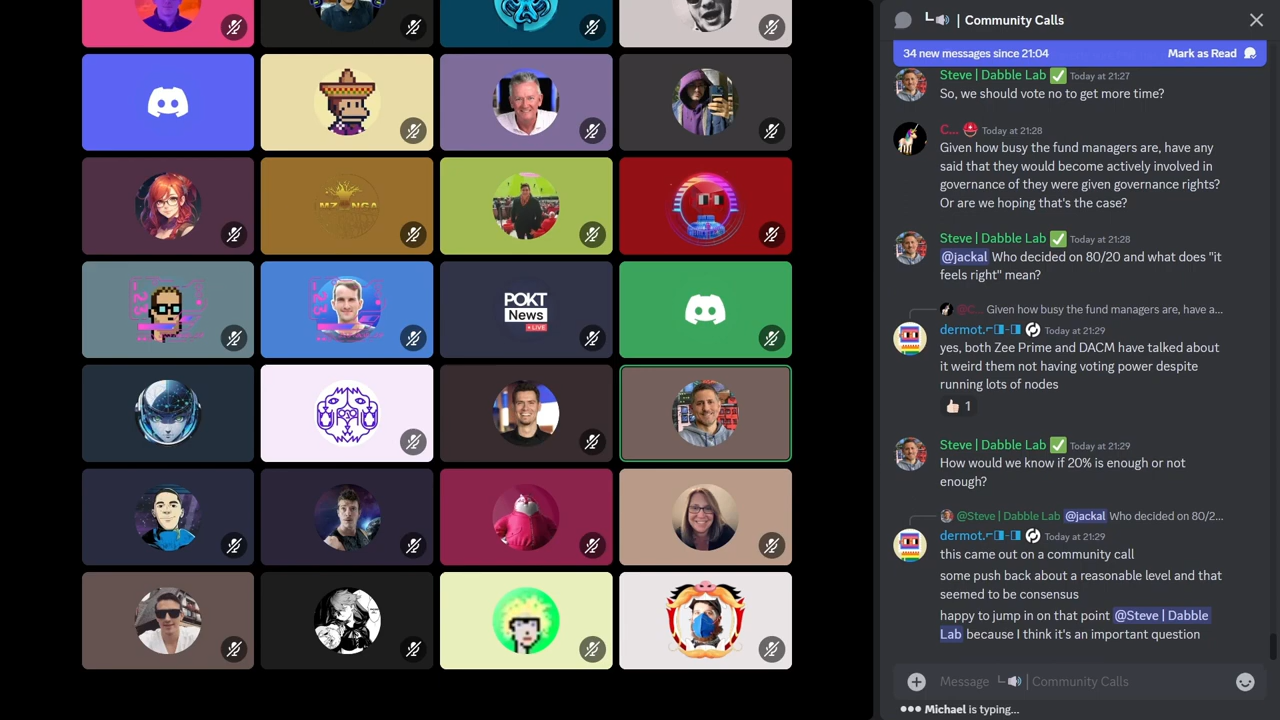 Community Calls
34 new messages since 21:04
Mark as Read
Steve | Dabble Lab ✅ Today at 21:27
So, we should vote no to get more time?
C... Today at 21:28
Given how busy the fund managers are, have any
said that they would become actively involved in
governance of they were given governance rights?
Or are we hoping that's the case?
Steve | Dabble Lab ✅ Today at 21:28
@jackal Who decided on 80/20 and what does "it
feels right" mean?
@C... Given how busy the fund managers are, have a...
dermot. Today at 21:29
yes, both Zee Prime and DACM have talked about
it weird them not having voting power despite
running lots of nodes
👍🏻 1
Steve | Dabble Lab ✅ Today at 21:29
How would we know if 20% is enough or not
enough?
@Steve | Dabble Lab @jackal Who decided on 80/2...
dermot. Today at 21:29
this came out on a community call
some push back about a reasonable level and that
seemed to be consensus
happy to jump in on that point @Steve | Dabble
Lab because I think it's an important question
Message Community Calls
Michael is typing...
MZ NGA
23
23
POKT
News
LIVE